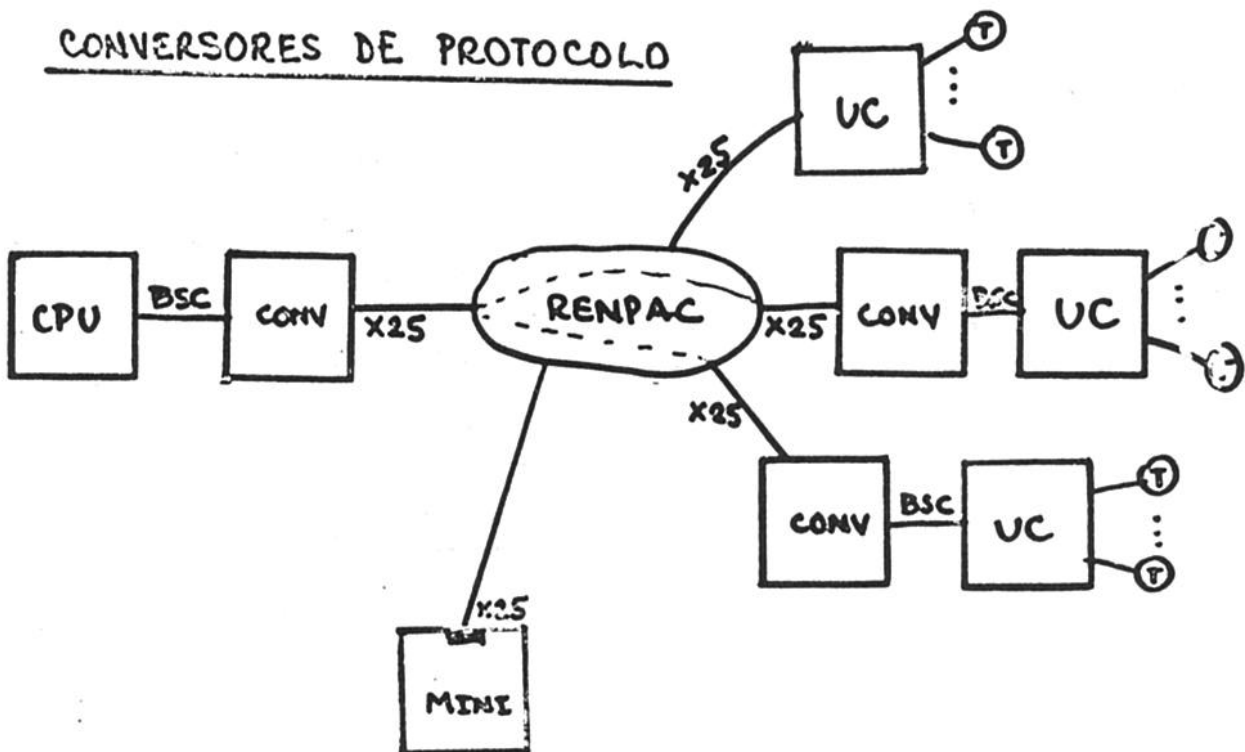 CONVERSORES DE PROTOCOLO
UC
T
T
X25
CPU
BSC
CONV
X25
RENPAC
X25
CONV
BSC
UC
X25
CONV
BSC
UC
T
T
X25
MINI